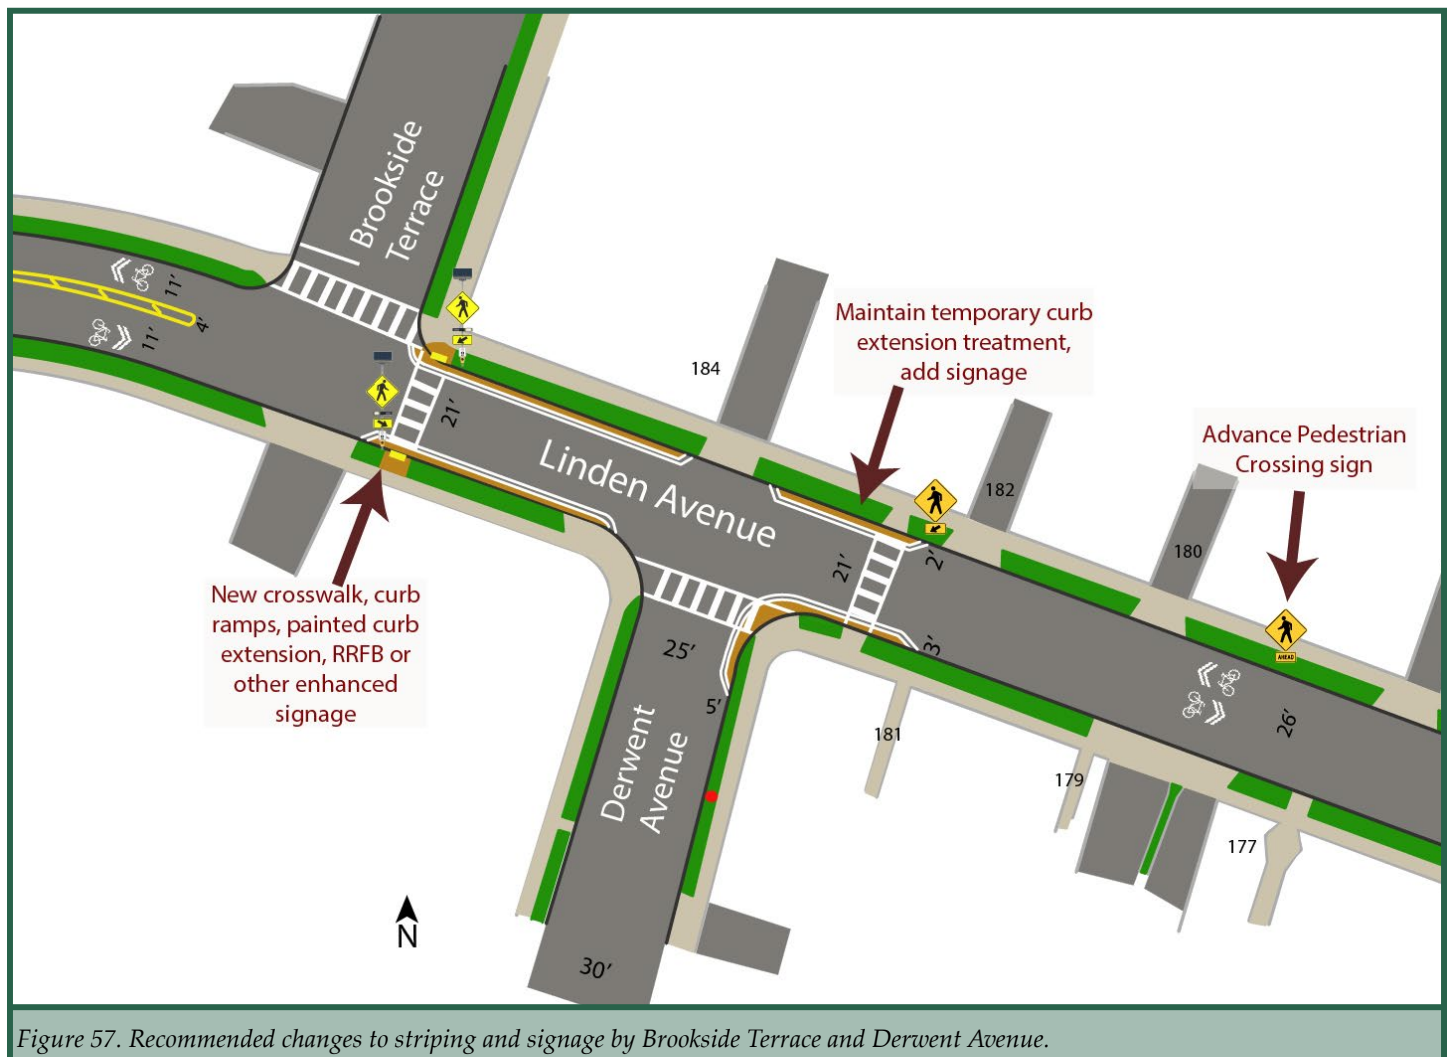 Brookside
Terrace
11'
11'
4'
21'
184
Maintain temporary curb
extension treatment,
add signage
Advance Pedestrian
Crossing sign
Linden Avenue
182
180
21'
2'
New crosswalk, curb
ramps, painted curb
extension, RRFB or
other enhanced
signage
25'
3'
AHEAD
5'
26'
181
Derwent
Avenue
179
177
N
30'
Figure 57. Recommended changes to striping and signage by Brookside Terrace and Derwent Avenue.